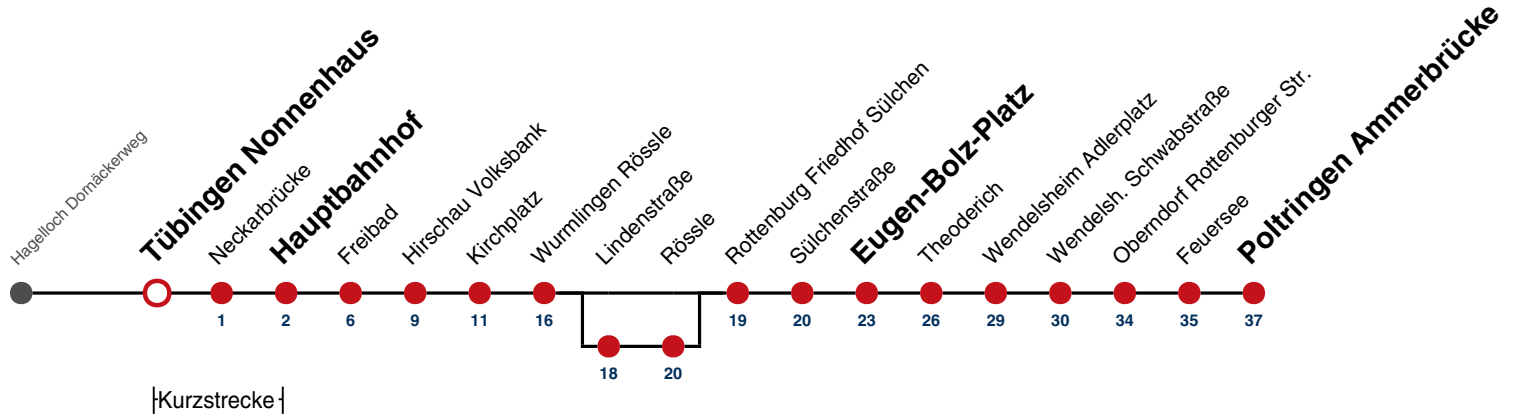 Hagelloch Dornäckerweg
Tübingen Nonnenhaus
Neckarbrücke
Hauptbahnhof
Freibad
Hirschau Volksbank
Kirchplatz
Wurmlingen Rössle
Lindenstraße
Rössle
Rottenburg Friedhof Sülchen
Sülchenstraße
Eugen-Bolz-Platz
Theoderich
Wendelsheim Adlerplatz
Wendelsh. Schwabstraße
Oberndorf Rottenburger Str.
Feuersee
Poltringen Ammerbrücke
1 2 6 9 11 16 19 20 23 26 29 30 34 35 37
18 20
Kurzstrecke